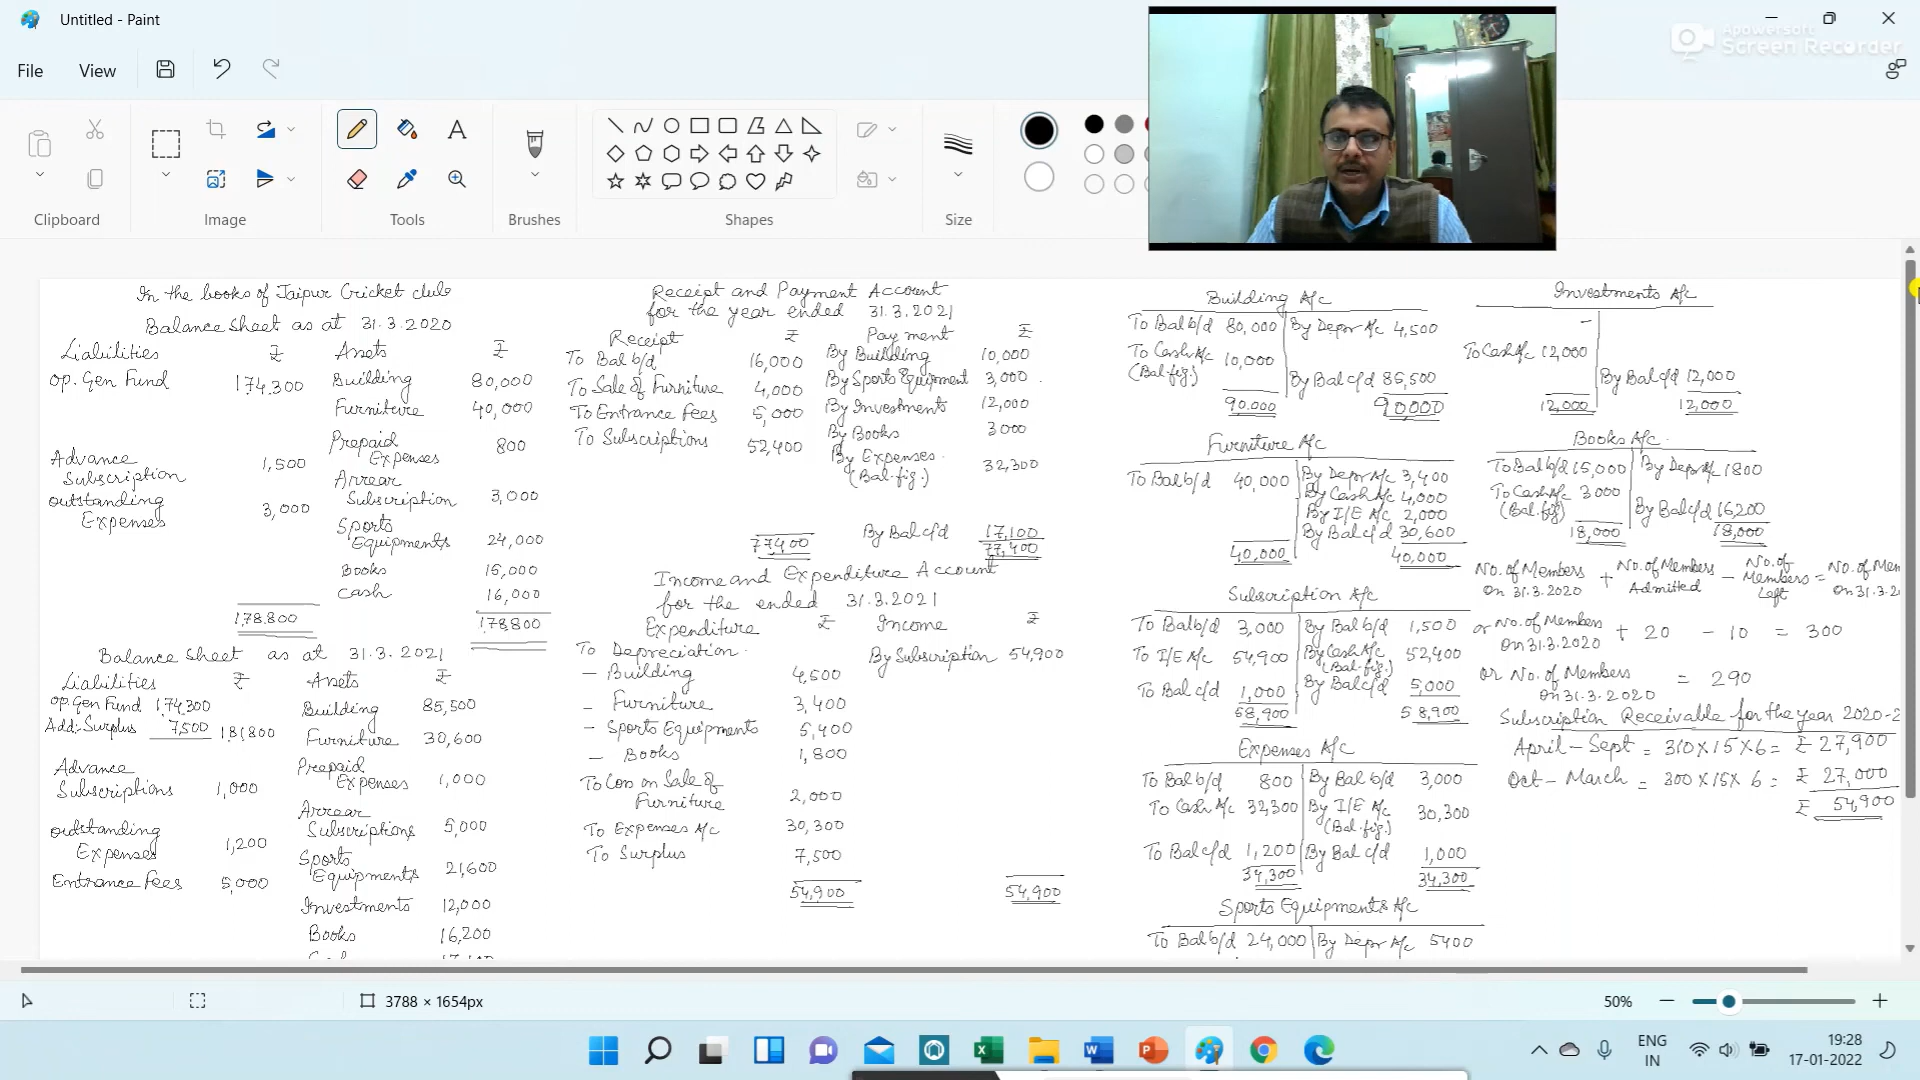 Untitled - Paint
Apowersoft
Screen Recorder
File
View
Clipboard
Image
Tools
Brushes
Shapes
Size
In the books of Jaipur Cricket club
Balance Sheet as at 31.3.2020
Liabilities ₹ Assets ₹
Op. Gen Fund 174,300 Building 80,000
Furniture 40,000
Prepaid Expenses 800
Advance Subscription 1,500 Arrear Subscription 3,000
Outstanding Expenses 3,000
Sports Equipments 24,000
Books 15,000
Cash 16,000
178,800 178,800
Balance Sheet as at 31.3.2021
Liabilities ₹ Assets ₹
Op. Gen Fund 174,300 Building 85,500
Add:- Surplus 7,500 181,800 Furniture 30,600
Advance Subscriptions 1,000 Prepaid Expenses 1,000
Arrear Subscriptions 5,000
Outstanding Expenses 1,200 Sports Equipments 21,600
Entrance Fees 5,000
Investments 12,000
Books 16,200
Receipt and Payment Account
for the year ended 31.3.2021
Receipt ₹ Payment ₹
To Bal b/d 16,000 By Building 10,000
To Sale of Furniture 4,000 By Sports Equipment 3,000
To Entrance Fees 5,000 By Investments 12,000
To Subscriptions 52,400 By Books 3000
By Expenses (Bal. fig.) 32,300
By Bal c/d 17,100
77400 77,400
Income and Expenditure Account
for the ended 31.3.2021
Expenditure ₹ Income ₹
To Depreciation By Subscription 54,900
- Building 4,500
- Furniture 3,400
- Sports Equipments 5,400
- Books 1,800
To Loss on Sale of Furniture 2,000
To Expenses A/c 30,300
To Surplus 7,500
54,900 54,900
Building A/c
To Bal b/d 80,000 By Depr A/c 4,500
To Cash A/c (Bal. fig.) 10,000
By Bal c/d 85,500
90,000 90000
Furniture A/c
To Bal b/d 40,000 By Depr A/c 3,400
By Cash A/c 4,000
By I/E A/c 2,000
By Bal c/d 30,600
40,000 40,000
Subscription A/c
To Bal b/d 3,000 By Bal b/d 1,500
To I/E A/c 54,900 By Cash A/c (Bal. fig.) 52,400
To Bal c/d 1,000 By Bal c/d 5,000
58,900 58,900
Expenses A/c
To Bal b/d 800 By Bal b/d 3,000
To Cash A/c 32,300 By I/E A/c (Bal. fig.) 30,300
To Bal c/d 1,200 By Bal c/d 1,000
34,300 34,300
Sports Equipments A/c
To Bal b/d 24,000 By Depr A/c 5400
Investments A/c
-
To Cash A/c 12,000
By Bal c/d 12,000
12,000 12,000
Books A/c
To Bal b/d 15,000 By Depr A/c 1800
To Cash A/c (Bal. fig) 3000
By Bal c/d 16,200
18,000 18,000
No. of Members On 31.3.2020 + No. of Members Admitted - No. of Members Left = No. of Mem On 31.3.2
or No. of Members On 31.3.2020 + 20 - 10 = 300
or No. of Members On 31.3.2020 = 290
Subscription Receivable for the year 2020-2
April - Sept = 310 × 15 × 6 = ₹ 27,900
Oct - March = 300 × 15 × 6 = ₹ 27,000
₹ 54,900
3788 × 1654px
50%
ENG
IN
19:28
17-01-2022